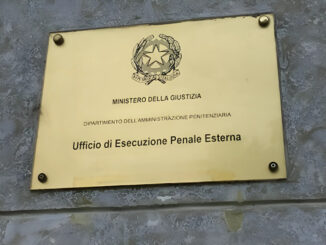 MINISTERO DELLA GIUSTIZIA
DIPARTIMENTO DELL'AMMINISTRAZIONE PENITENZIARIA
Ufficio di Esecuzione Penale Esterna